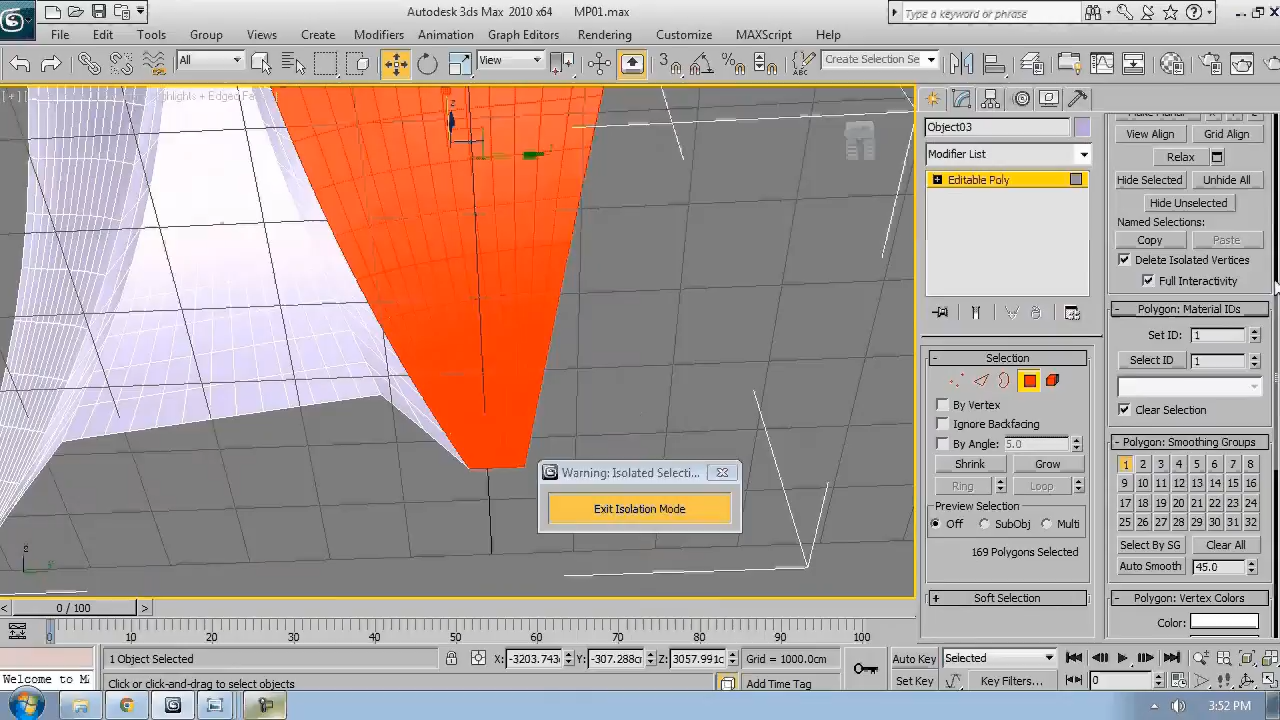 Autodesk 3ds Max 2010 x64 MP01.max
Type a keyword or phrase
File Edit Tools Group Views Create Modifiers Animation Graph Editors Rendering Customize MAXScript Help
All View Create Selection Se
Object03
Modifier List
Editable Poly
View Align Grid Align
Relax
Hide Selected Unhide All
Hide Unselected
Named Selections:
Copy Paste
Delete Isolated Vertices
Full Interactivity
Polygon: Material IDs
Set ID: 1
Select ID 1
Clear Selection
Polygon: Smoothing Groups
1 2 3 4 5 6 7 8
9 10 11 12 13 14 15 16
17 18 19 20 21 22 23 24
25 26 27 28 29 30 31 32
Select By SG Clear All
Auto Smooth 45.0
Polygon: Vertex Colors
Color:
Selection
By Vertex
Ignore Backfacing
By Angle: 5.0
Shrink Grow
Ring Loop
Preview Selection
Off SubObj Multi
169 Polygons Selected
Soft Selection
Warning: Isolated Selecti...
Exit Isolation Mode
0 / 100
0 10 20 30 40 50 60 70 80 90 100
1 Object Selected X: -3203.743 Y: -307.288c Z: 3057.991c Grid = 1000.0cm Auto Key Selected
Welcome to M Click or click-and-drag to select objects Add Time Tag Set Key Key Filters... 0
3:52 PM